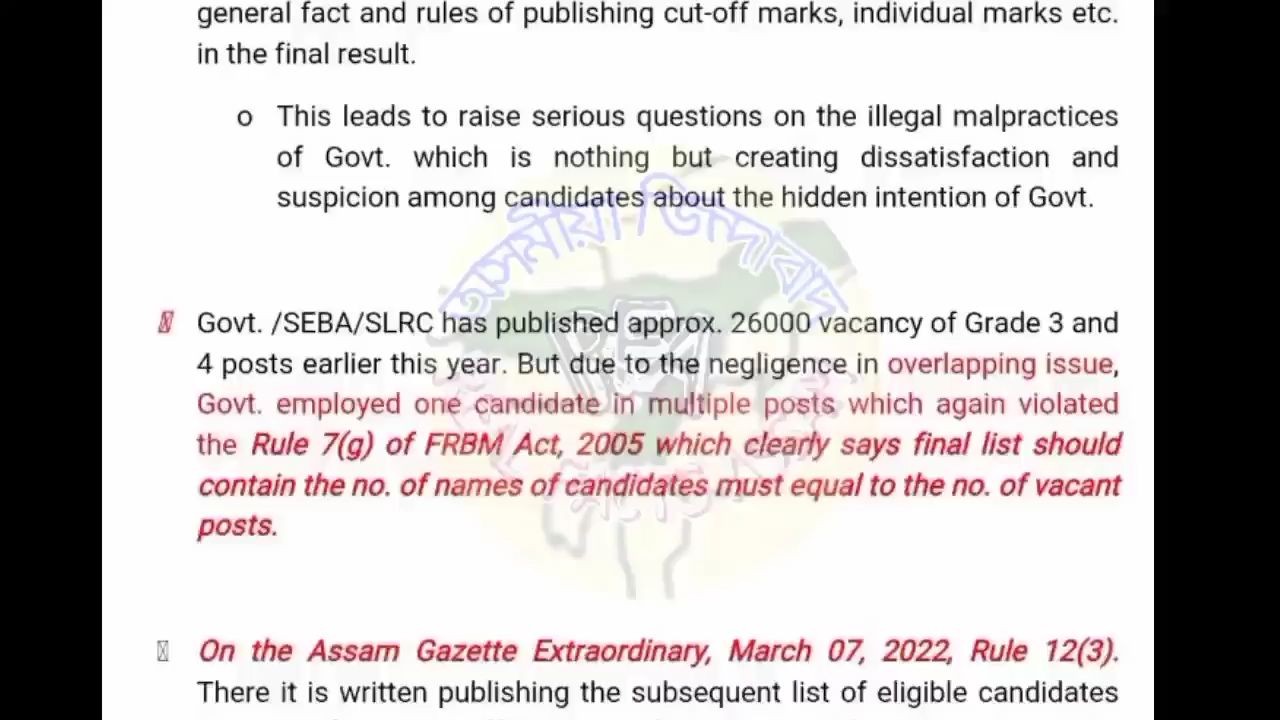 general fact and rules of publishing cut-off marks, individual marks etc.
in the final result.
o This leads to raise serious questions on the illegal malpractices
of Govt. which is nothing but creating dissatisfaction and
suspicion among candidates about the hidden intention of Govt.
অসমীয়া জিন্দাবাদ
Govt. /SEBA/SLRC has published approx. 26000 vacancy of Grade 3 and
4 posts earlier this year. But due to the negligence in overlapping issue,
Govt. employed one candidate in multiple posts which again violated
the Rule 7(g) of FRBM Act, 2005 which clearly says final list should
contain the no. of names of candidates must equal to the no. of vacant
posts.
On the Assam Gazette Extraordinary, March 07, 2022, Rule 12(3).
There it is written publishing the subsequent list of eligible candidates